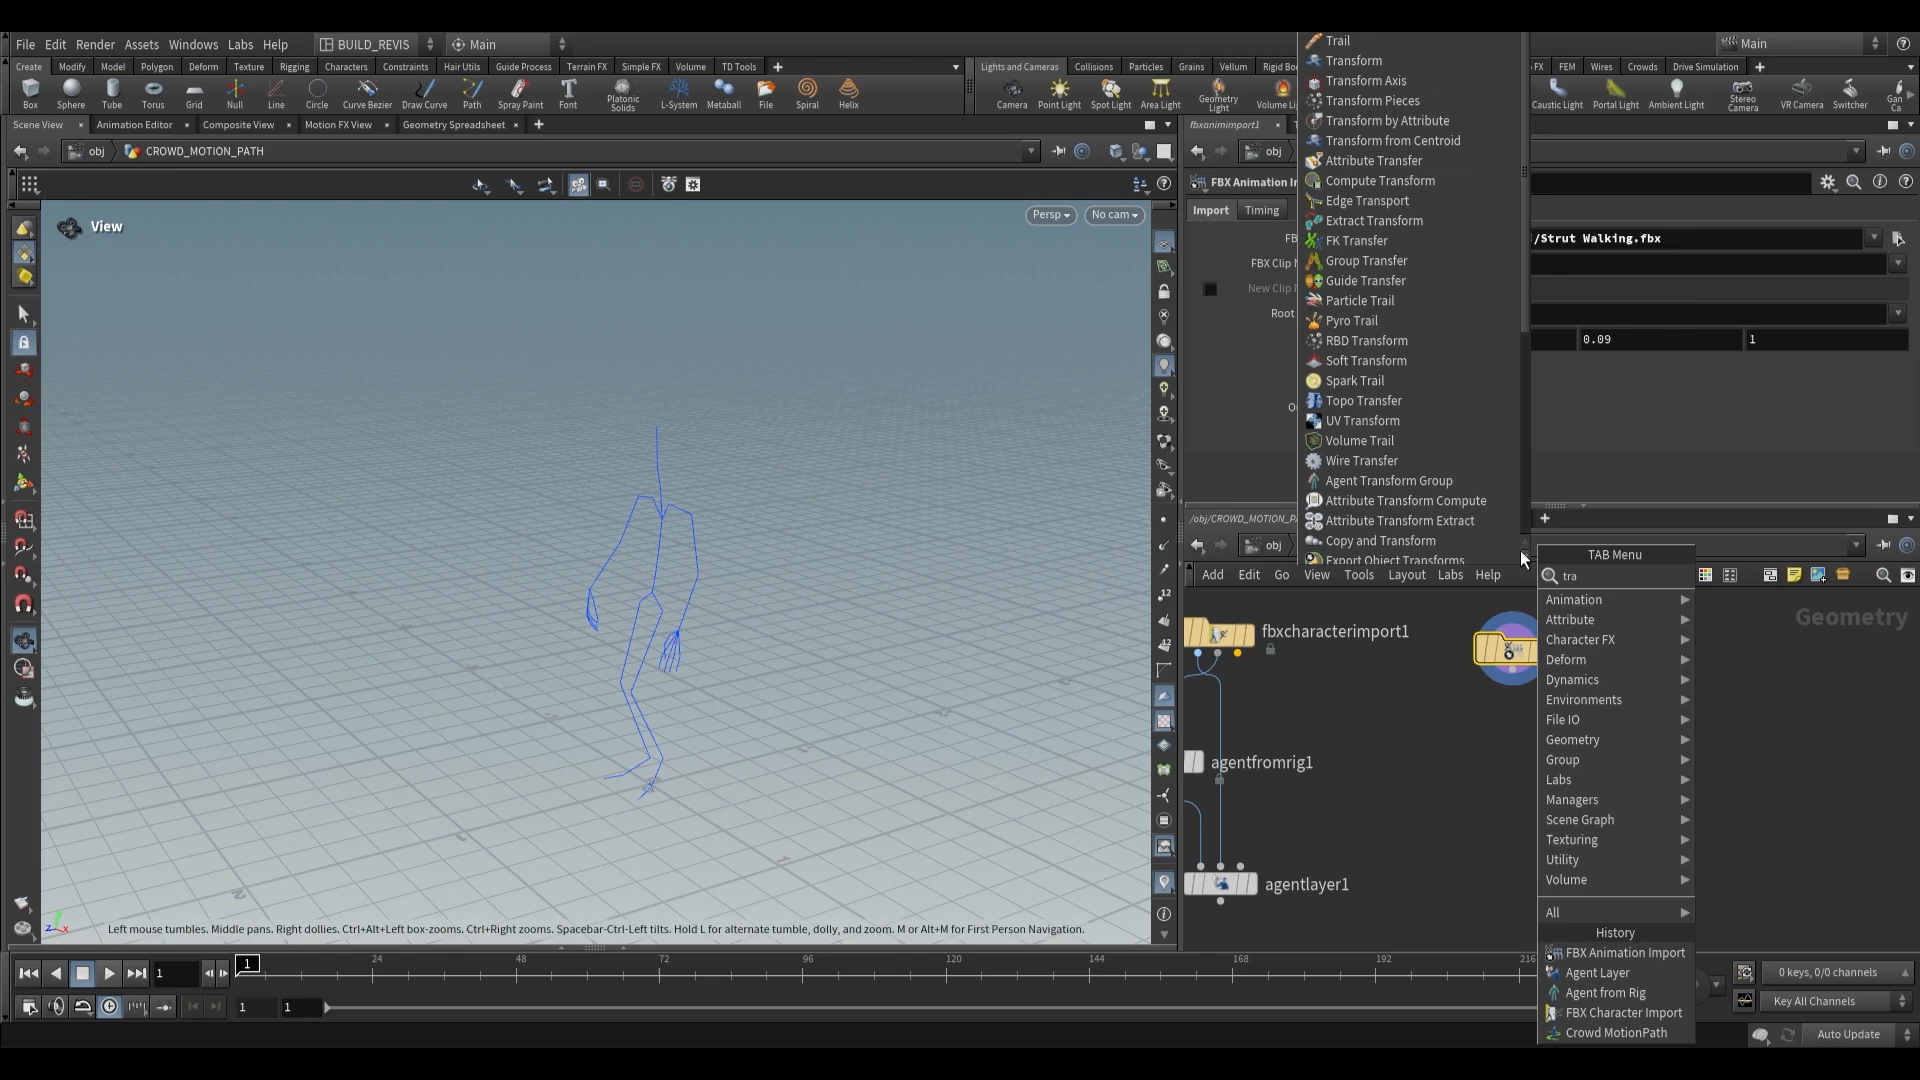 File Edit Render Assets Windows Labs Help BUILD_REVIS Main Main
Create Modify Model Polygon Deform Texture Rigging Characters Constraints Hair Utils Guide Process Terrain FX Simple FX Volume TD Tools
Box Sphere Tube Torus Grid Null Line Circle Curve Bezier Draw Curve Path Spray Paint Font Platonic Solids L-System Metaball File Spiral Helix
Lights and Cameras Collisions Particles Grains Vellum Rigid Bo FX FEM Wires Crowds Drive Simulation
Camera Point Light Spot Light Area Light Geometry Light Volume Li Caustic Light Portal Light Ambient Light Stereo Camera VR Camera Switcher Gan Ca
Scene View Animation Editor Composite View Motion FX View Geometry Spreadsheet
fbxanimimport1
obj CROWD_MOTION_PATH
obj
View
Persp No cam
Left mouse tumbles. Middle pans. Right dollies. Ctrl+Alt+Left box-zooms. Ctrl+Right zooms. Spacebar-Ctrl-Left tilts. Hold L for alternate tumble, dolly, and zoom. M or Alt+M for First Person Navigation.
FBX Animation Im
Import Timing
FB
/Strut Walking.fbx
FBX Clip N
New Clip N
Root
0.09 1
O
Trail
Transform
Transform Axis
Transform Pieces
Transform by Attribute
Transform from Centroid
Attribute Transfer
Compute Transform
Edge Transport
Extract Transform
FK Transfer
Group Transfer
Guide Transfer
Particle Trail
Pyro Trail
RBD Transform
Soft Transform
Spark Trail
Topo Transfer
UV Transform
Volume Trail
Wire Transfer
Agent Transform Group
Attribute Transform Compute
Attribute Transform Extract
Copy and Transform
Export Object Transforms
/obj/CROWD_MOTION_PA
obj
Add Edit Go View Tools Layout Labs Help
Geometry
fbxcharacterimport1
agentfromrig1
agentlayer1
TAB Menu
tra
Animation
Attribute
Character FX
Deform
Dynamics
Environments
File IO
Geometry
Group
Labs
Managers
Scene Graph
Texturing
Utility
Volume
All
History
FBX Animation Import
Agent Layer
Agent from Rig
FBX Character Import
Crowd MotionPath
1 1 24 48 72 96 120 144 168 192 216
1 1
0 keys, 0/0 channels
Key All Channels
Auto Update